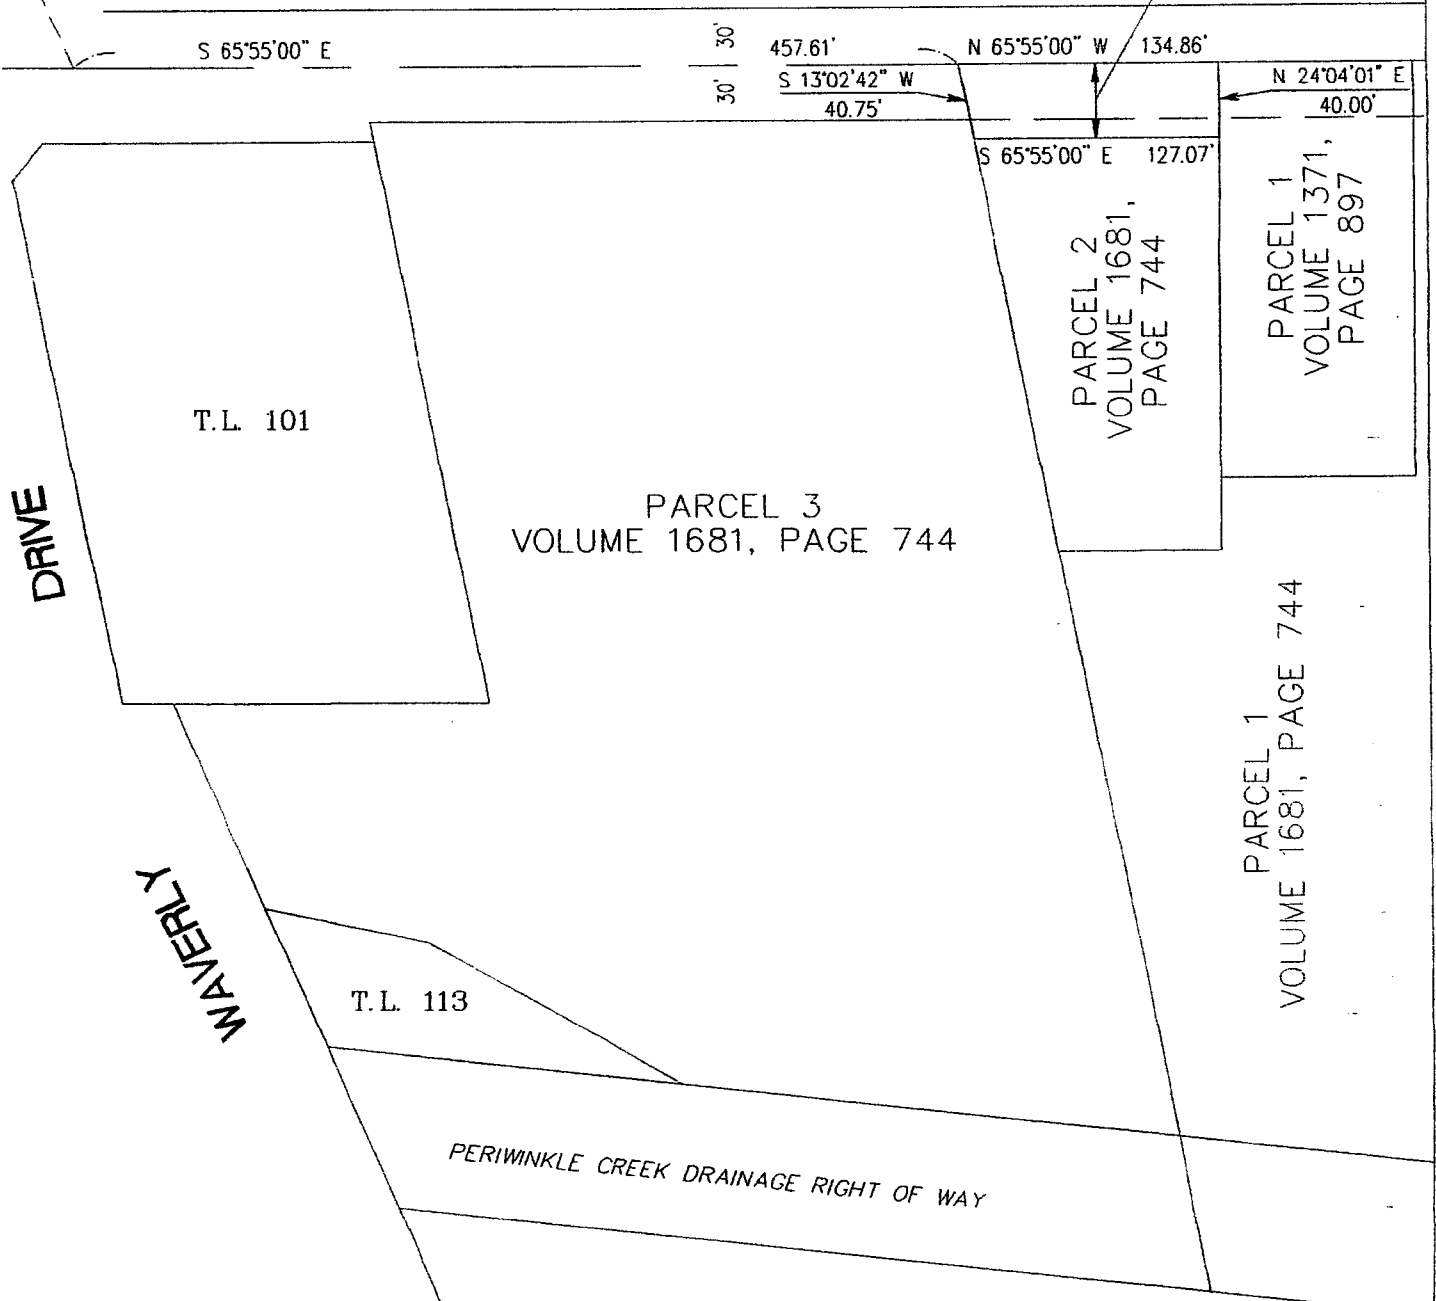 S 65°55'00" E
30'
30'
457.61'
N 65°55'00" W 134.86'
S 13°02'42" W
40.75'
N 24°04'01" E
40.00'
S 65°55'00" E 127.07'
PARCEL 2
VOLUME 1681,
PAGE 744
PARCEL 1
VOLUME 1371,
PAGE 897
T.L. 101
PARCEL 3
VOLUME 1681, PAGE 744
DRIVE
PARCEL 1
VOLUME 1681, PAGE 744
WAVERLY
T.L. 113
PERIWINKLE CREEK DRAINAGE RIGHT OF WAY